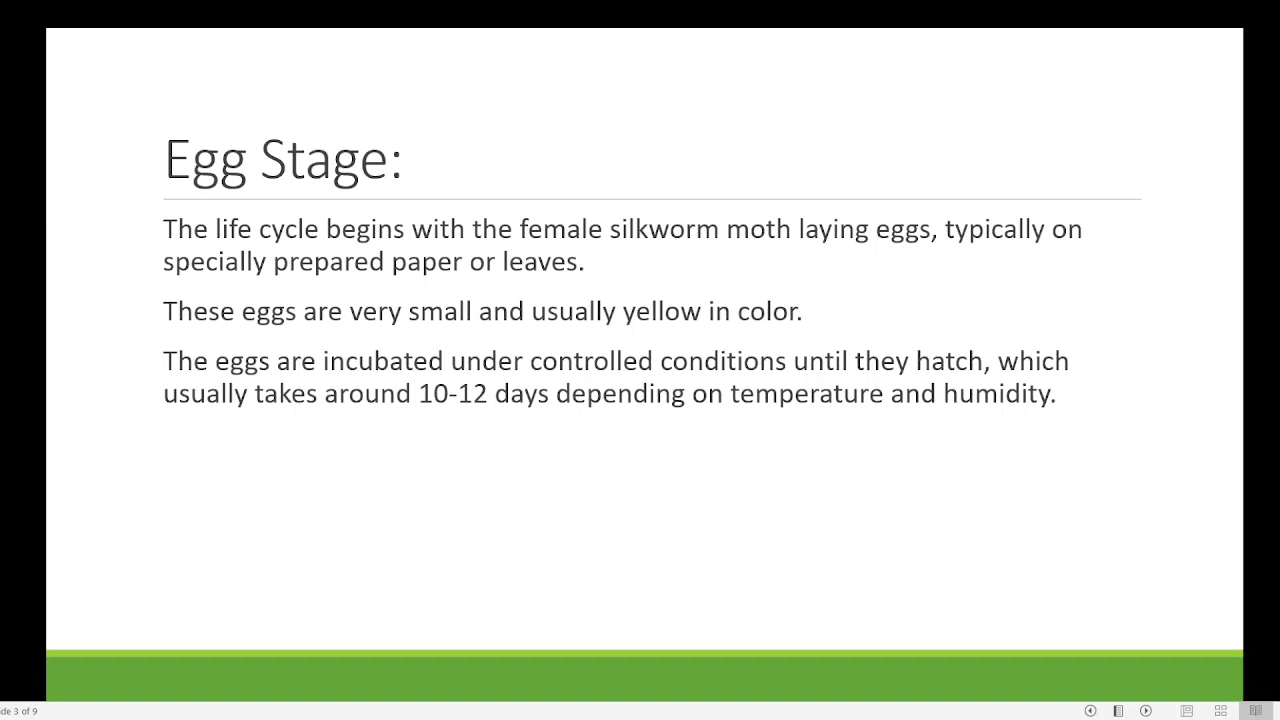 Egg Stage:
The life cycle begins with the female silkworm moth laying eggs, typically on
specially prepared paper or leaves.
These eggs are very small and usually yellow in color.
The eggs are incubated under controlled conditions until they hatch, which
usually takes around 10-12 days depending on temperature and humidity.
de 3 of 9